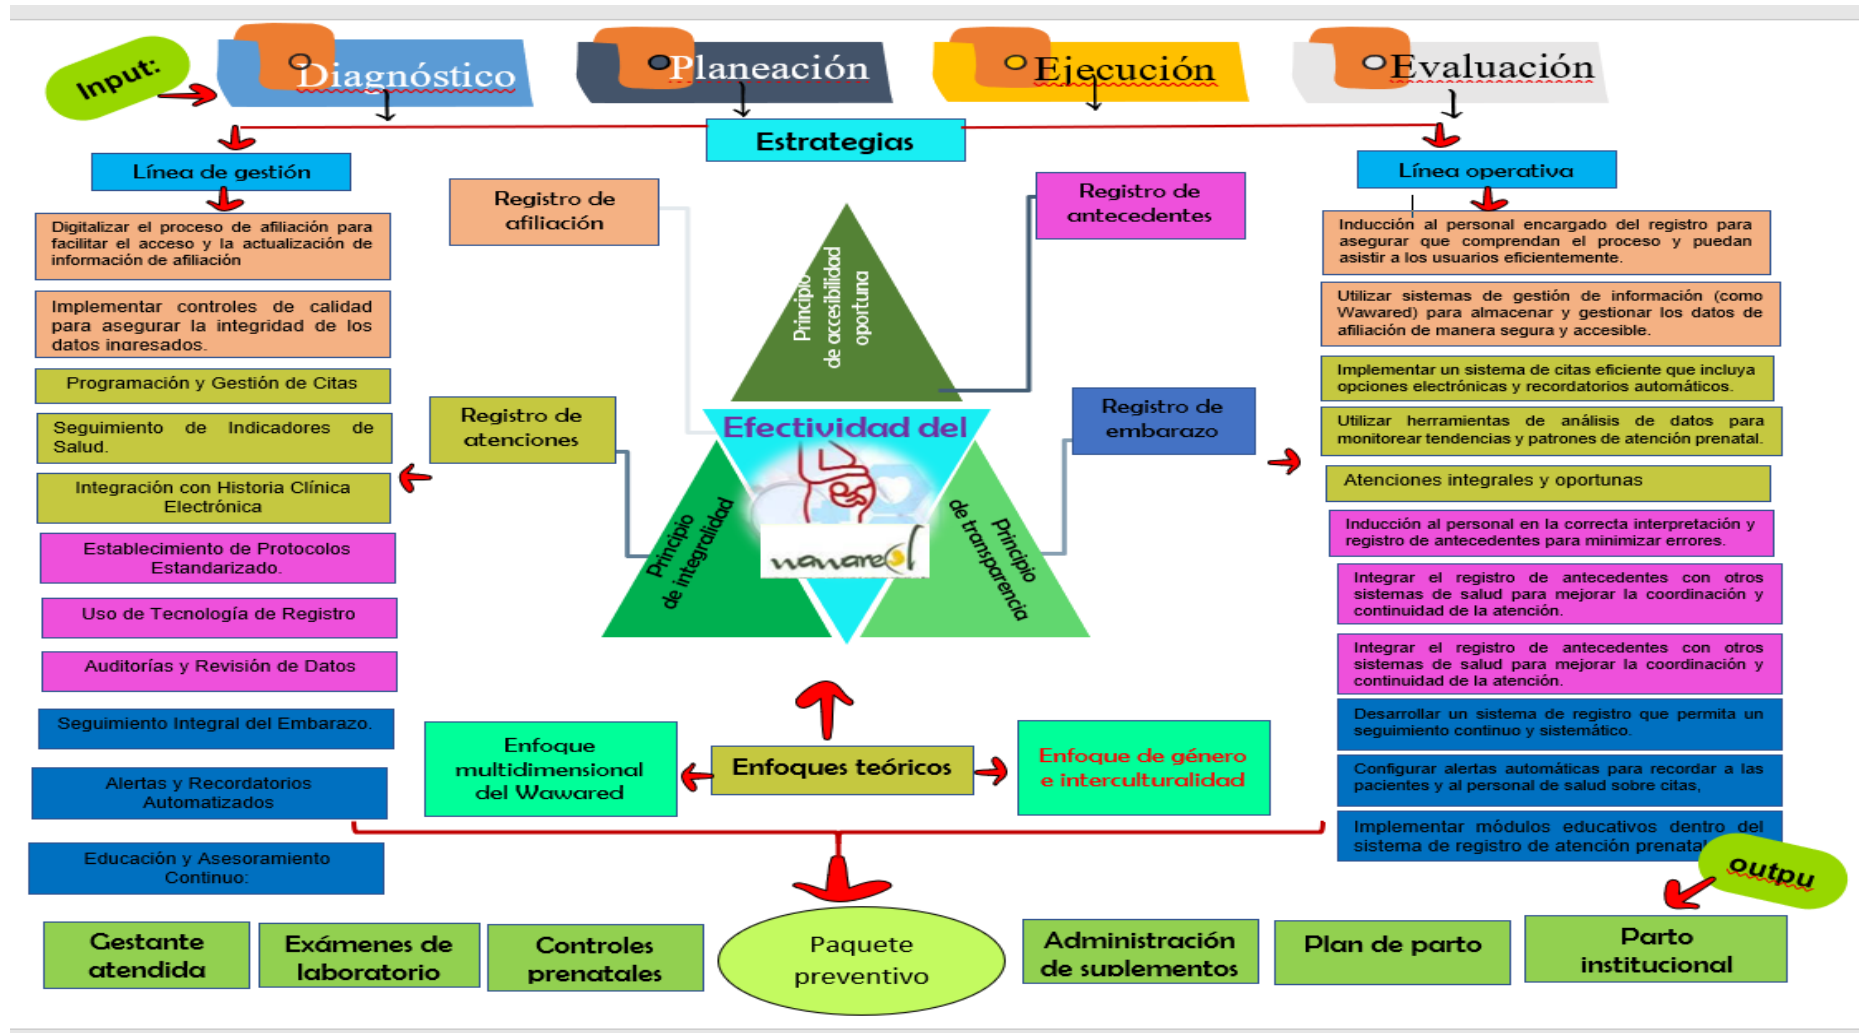 Input:
Diagnóstico
Planeación
Ejecución
Evaluación
Estrategias
Línea de gestión
Digitalizar el proceso de afiliación para
facilitar el acceso y la actualización de
información de afiliación
Implementar controles de calidad
para asegurar la integridad de los
datos ingresados.
Programación y Gestión de Citas
Seguimiento de Indicadores de
Salud.
Integración con Historia Clínica
Electrónica
Establecimiento de Protocolos
Estandarizado.
Uso de Tecnología de Registro
Auditorías y Revisión de Datos
Seguimiento Integral del Embarazo.
Alertas y Recordatorios
Automatizados
Educación y Asesoramiento
Continuo:
Registro de
afiliación
Registro de
atenciones
Registro de
antecedentes
Registro de
embarazo
Principio
de accesibilidad
oportuna
Efectividad del
wawared
Principio
de integralidad
Principio
de transparencia
Enfoque
multidimensional
del Wawared
Enfoques teóricos
Enfoque de género
e interculturalidad
Línea operativa
Inducción al personal encargado del registro para
asegurar que comprendan el proceso y puedan
asistir a los usuarios eficientemente.
Utilizar sistemas de gestión de información (como
Wawared) para almacenar y gestionar los datos de
afiliación de manera segura y accesible.
Implementar un sistema de citas eficiente que incluya
opciones electrónicas y recordatorios automáticos.
Utilizar herramientas de análisis de datos para
monitorear tendencias y patrones de atención prenatal.
Atenciones integrales y oportunas
Inducción al personal en la correcta interpretación y
registro de antecedentes para minimizar errores.
Integrar el registro de antecedentes con otros
sistemas de salud para mejorar la coordinación y
continuidad de la atención.
Integrar el registro de antecedentes con otros
sistemas de salud para mejorar la coordinación y
continuidad de la atención.
Desarrollar un sistema de registro que permita un
seguimiento continuo y sistemático.
Configurar alertas automáticas para recordar a las
pacientes y al personal de salud sobre citas,
Implementar módulos educativos dentro del
sistema de registro de atención prenatal
outpu
Gestante
atendida
Exámenes de
laboratorio
Controles
prenatales
Paquete
preventivo
Administración
de suplementos
Plan de parto
Parto
institucional